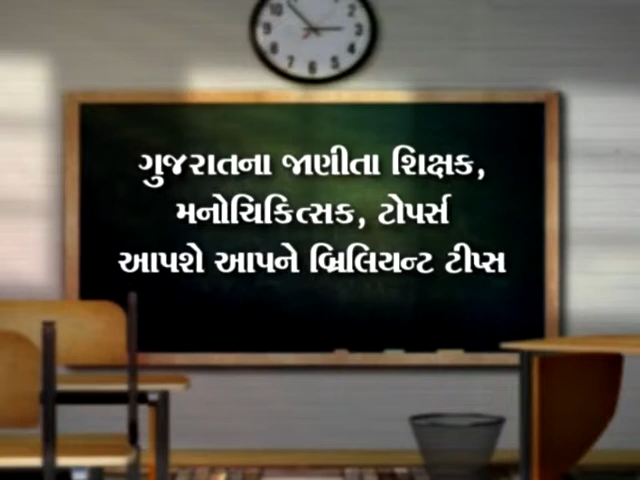 ગુજરાતના જાણીતા શિક્ષક,
મનોચિકિત્સક, ટોપર્સ
આપશે આપને બ્રિલિયન્ટ ટીપ્સ